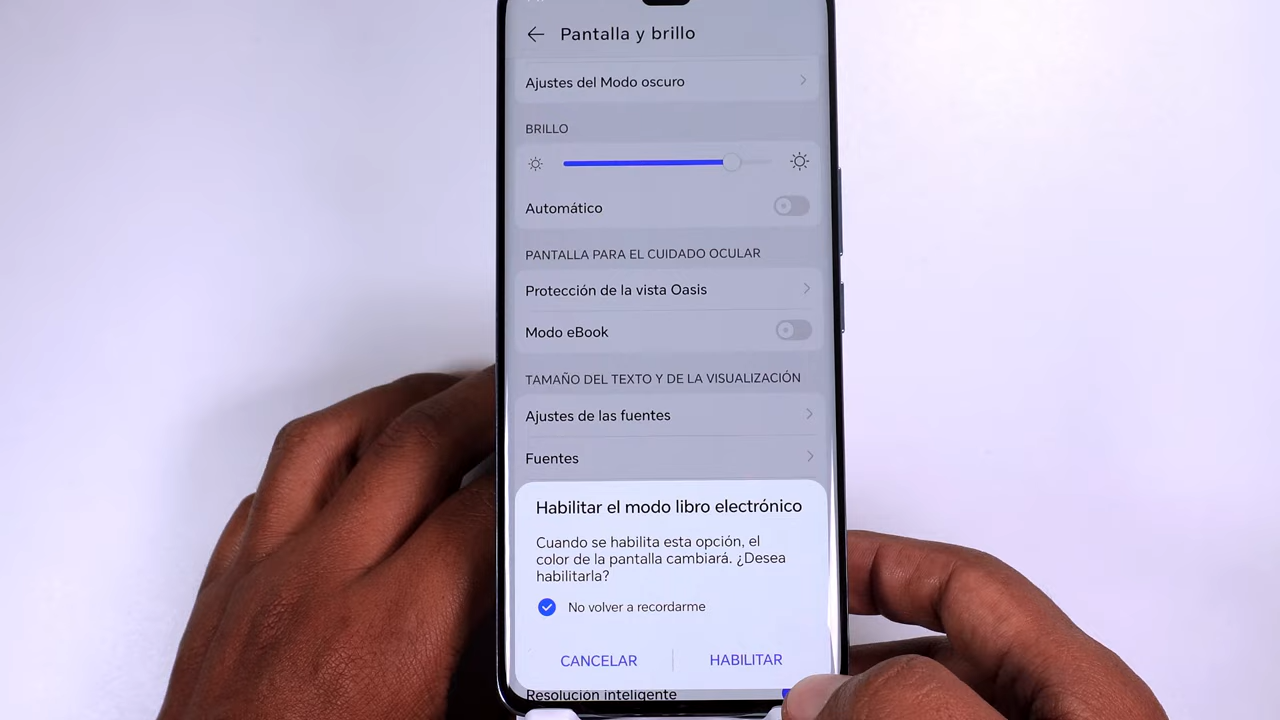 Pantalla y brillo
Ajustes del Modo oscuro
BRILLO
Automático
PANTALLA PARA EL CUIDADO OCULAR
Protección de la vista Oasis
Modo eBook
TAMAÑO DEL TEXTO Y DE LA VISUALIZACIÓN
Ajustes de las fuentes
Fuentes
Habilitar el modo libro electrónico
Cuando se habilita esta opción, el
color de la pantalla cambiará. ¿Desea
habilitarla?
No volver a recordarme
CANCELAR
HABILITAR
Resolución inteligente